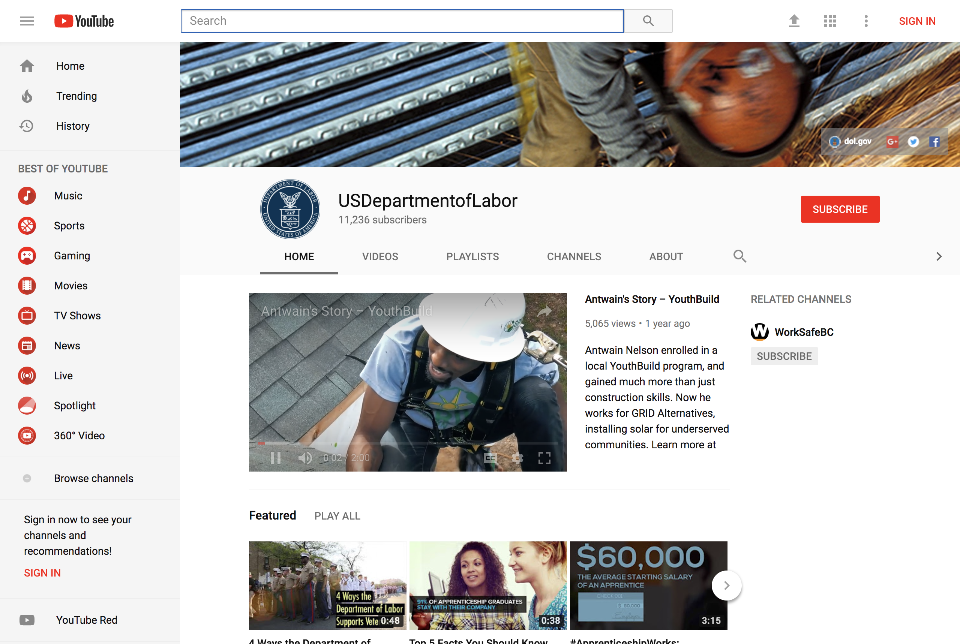 YouTube
Search
SIGN IN
Home
Trending
History
BEST OF YOUTUBE
Music
Sports
Gaming
Movies
TV Shows
News
Live
Spotlight
360° Video
Browse channels
Sign in now to see your
channels and
recommendations!
SIGN IN
YouTube Red
dol.gov
USDepartmentofLabor
11,236 subscribers
SUBSCRIBE
HOME
VIDEOS
PLAYLISTS
CHANNELS
ABOUT
Antwain's Story – YouthBuild
0:02 / 2:00
Antwain's Story – YouthBuild
5,065 views • 1 year ago
Antwain Nelson enrolled in a
local YouthBuild program, and
gained much more than just
construction skills. Now he
works for GRID Alternatives,
installing solar for underserved
communities. Learn more at
RELATED CHANNELS
WorkSafeBC
SUBSCRIBE
Featured
PLAY ALL
4 Ways the
Department of Labor
Supports Vete
0:48
91% OF APPRENTICESHIP GRADUATES
STAY WITH THEIR COMPANY
0:38
$60,000
THE AVERAGE STARTING SALARY
OF AN APPRENTICE
3:15
4 Ways the Department of
Top 5 Facts You Should Know
#ApprenticeshipWorks: